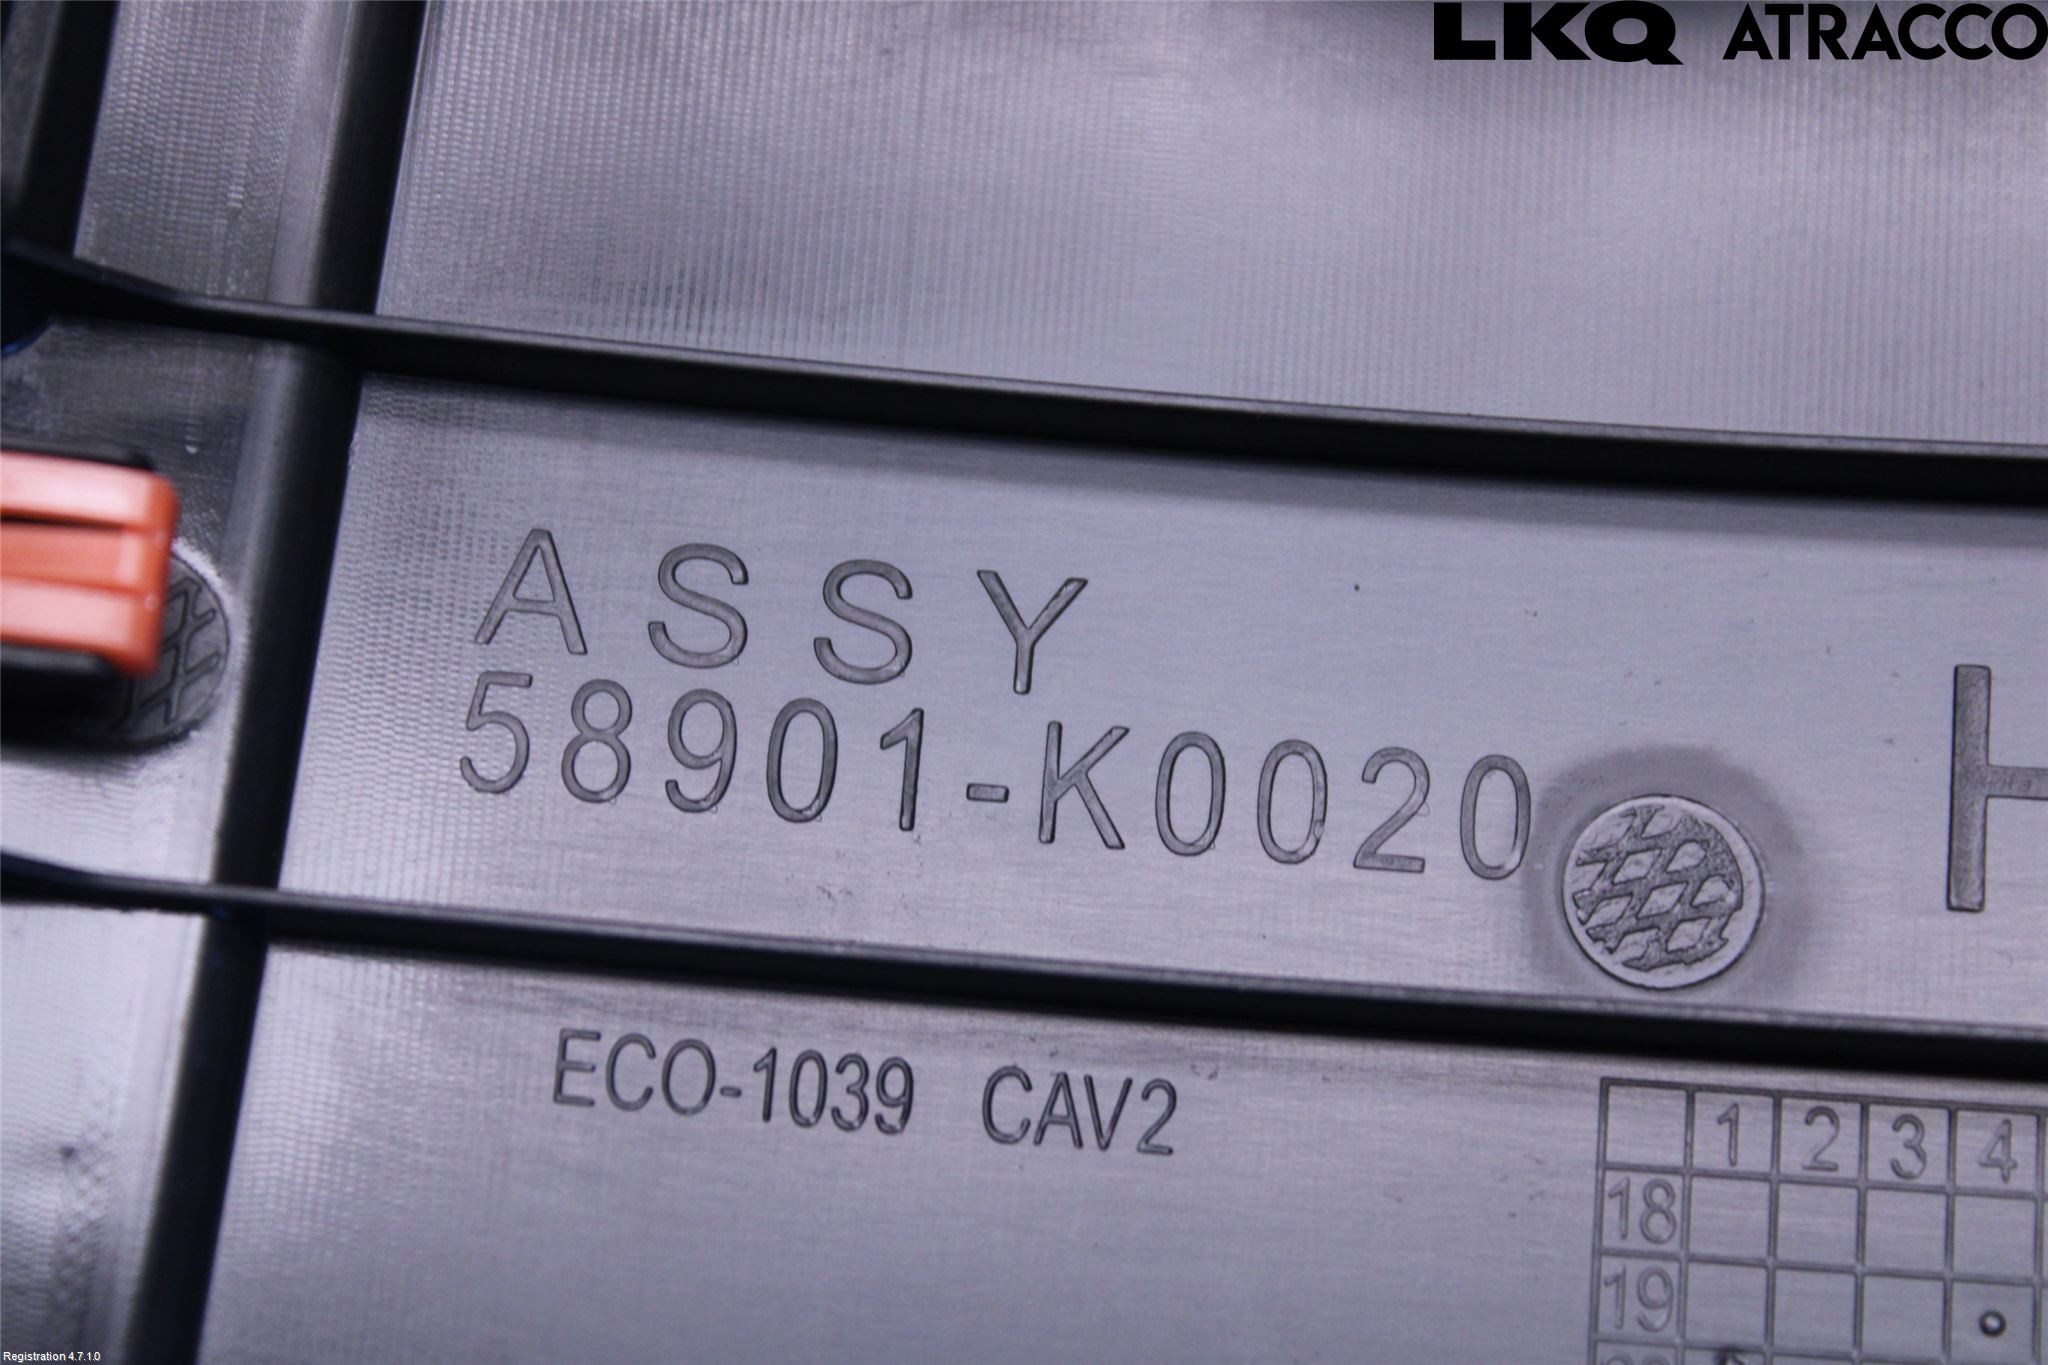 LKQ ATRACCO
ASSY
58901-K0020
H
ECO-1039 CAV2
1 2 3 4
18
19
Registration 4.7.1.0